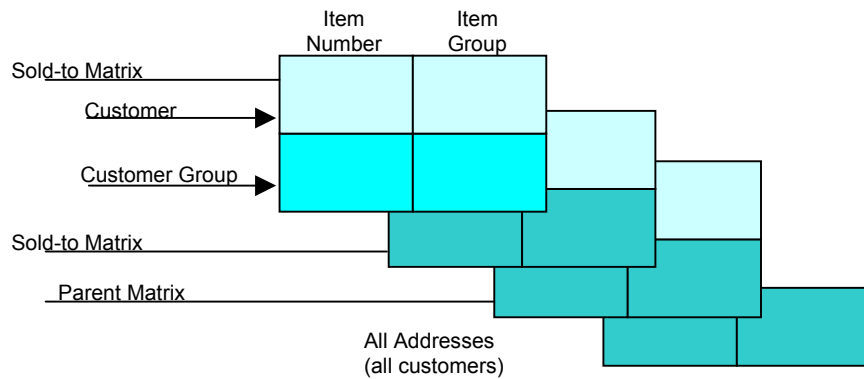 Item
Number
Item
Group
Sold-to Matrix
Customer
Customer Group
Sold-to Matrix
Parent Matrix
All Addresses
(all customers)